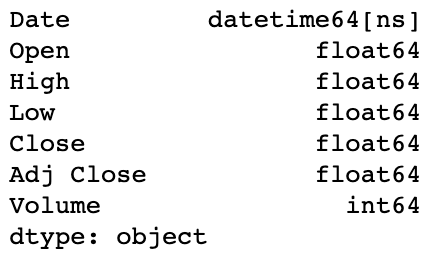 Date datetime64[ns]
Open float64
High float64
Low float64
Close float64
Adj Close float64
Volume int64
dtype: object